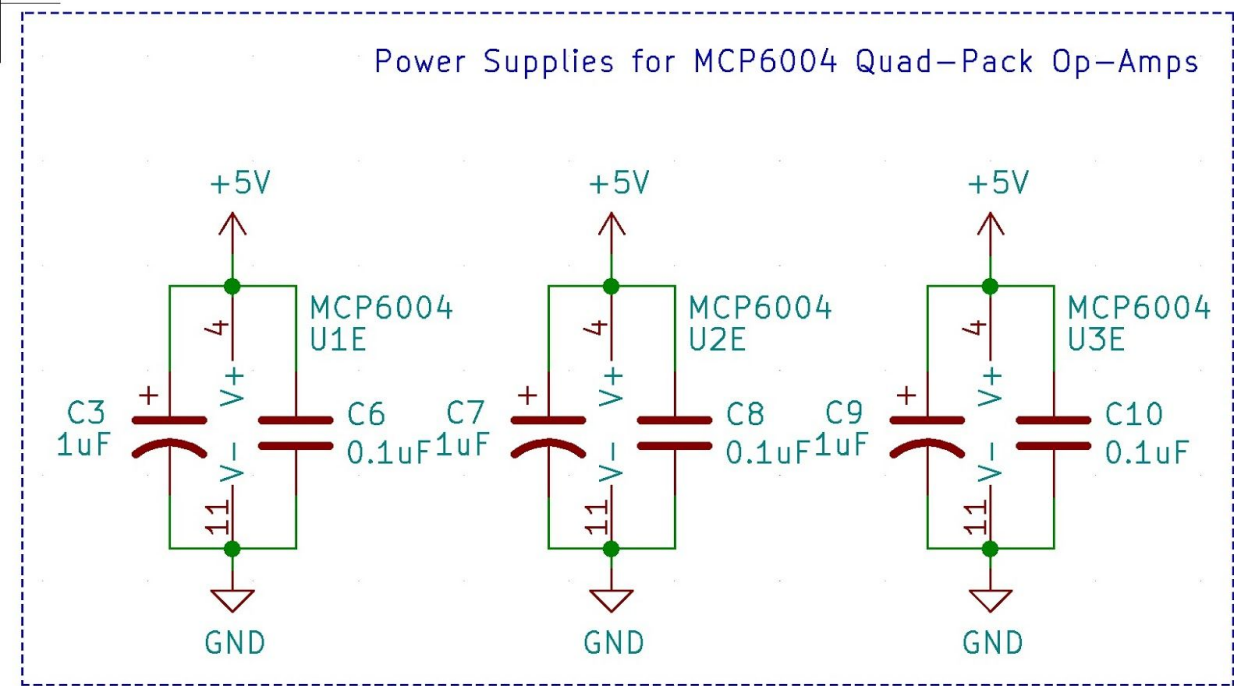 Power Supplies for MCP6004 Quad-Pack Op-Amps
+5V
4
MCP6004
U1E
V+
+
C3
1uF
C6
0.1uF
V-
11
GND
+5V
4
MCP6004
U2E
V+
+
C7
1uF
C8
0.1uF
V-
11
GND
+5V
4
MCP6004
U3E
V+
+
C9
1uF
C10
0.1uF
V-
11
GND